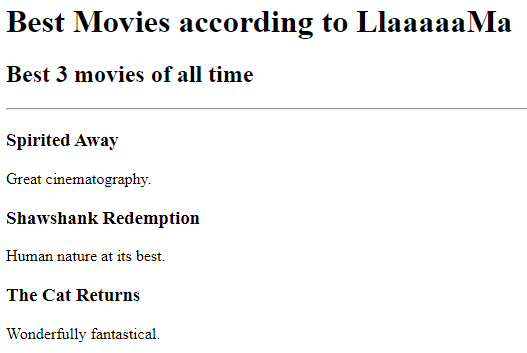 Best Movies according to LlaaaaaMa
Best 3 movies of all time
Spirited Away
Great cinematography.
Shawshank Redemption
Human nature at its best.
The Cat Returns
Wonderfully fantastical.